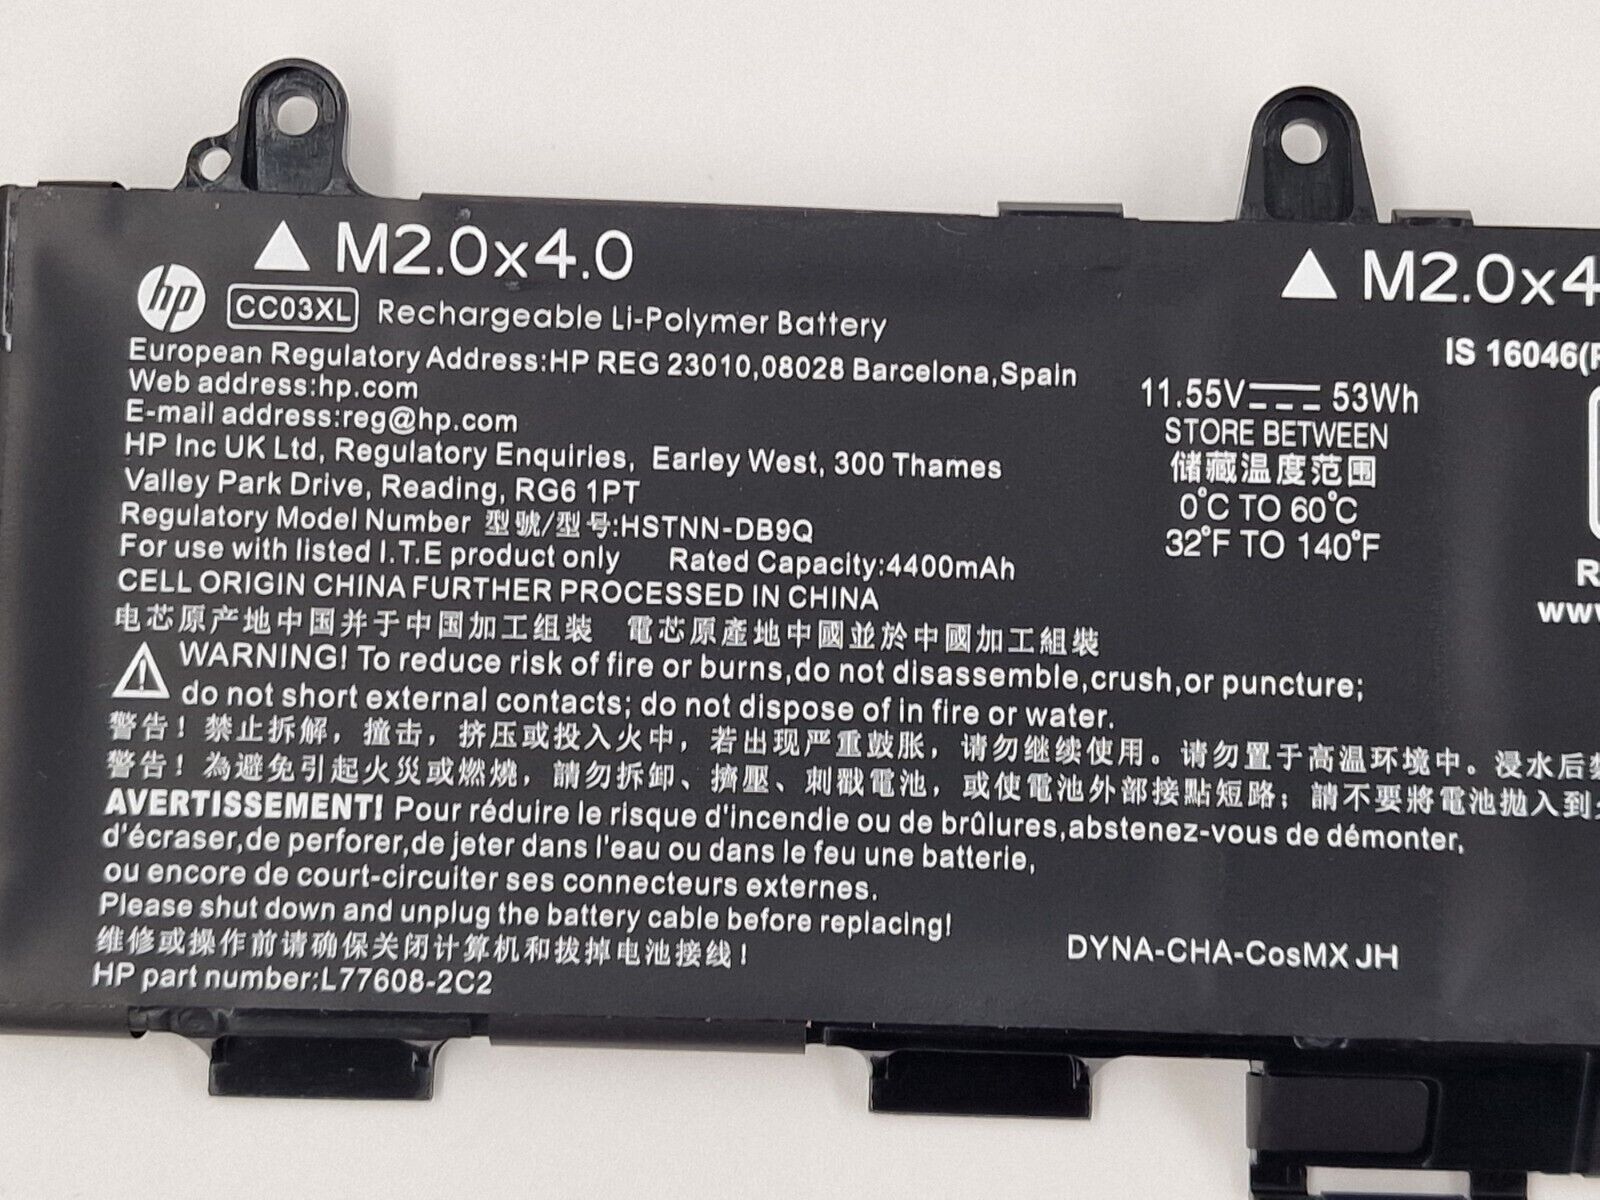 M2.0x4.0
M2.0x4
hp
CC03XL Rechargeable Li-Polymer Battery
European Regulatory Address:HP REG 23010,08028 Barcelona,Spain
Web address:hp.com
E-mail address:reg@hp.com
HP Inc UK Ltd, Regulatory Enquiries, Earley West, 300 Thames
Valley Park Drive, Reading, RG6 1PT
Regulatory Model Number 型號/型号:HSTNN-DB9Q
For use with listed I.T.E product only Rated Capacity:4400mAh
CELL ORIGIN CHINA FURTHER PROCESSED IN CHINA
电芯原产地中国并于中国加工组装 電芯原產地中國並於中國加工組裝
IS 16046(
11.55V 53Wh
STORE BETWEEN
储藏温度范围
0°C TO 60°C
32°F TO 140°F
R
www
WARNING! To reduce risk of fire or burns,do not disassemble,crush,or puncture;
do not short external contacts; do not dispose of in fire or water.
警告！禁止拆解，撞击，挤压或投入火中，若出现严重鼓胀，请勿继续使用。请勿置于高温环境中。浸水后禁
警告！為避免引起火災或燃燒，請勿拆卸、擠壓、刺戳電池，或使電池外部接點短路；請不要將電池拋入到
AVERTISSEMENT! Pour réduire le risque d'incendie ou de brûlures,abstenez-vous de démonter,
d'écraser,de perforer,de jeter dans l'eau ou dans le feu une batterie,
ou encore de court-circuiter ses connecteurs externes.
Please shut down and unplug the battery cable before replacing!
维修或操作前请确保关闭计算机和拔掉电池接线！
HP part number:L77608-2C2
DYNA-CHA-CosMX JH